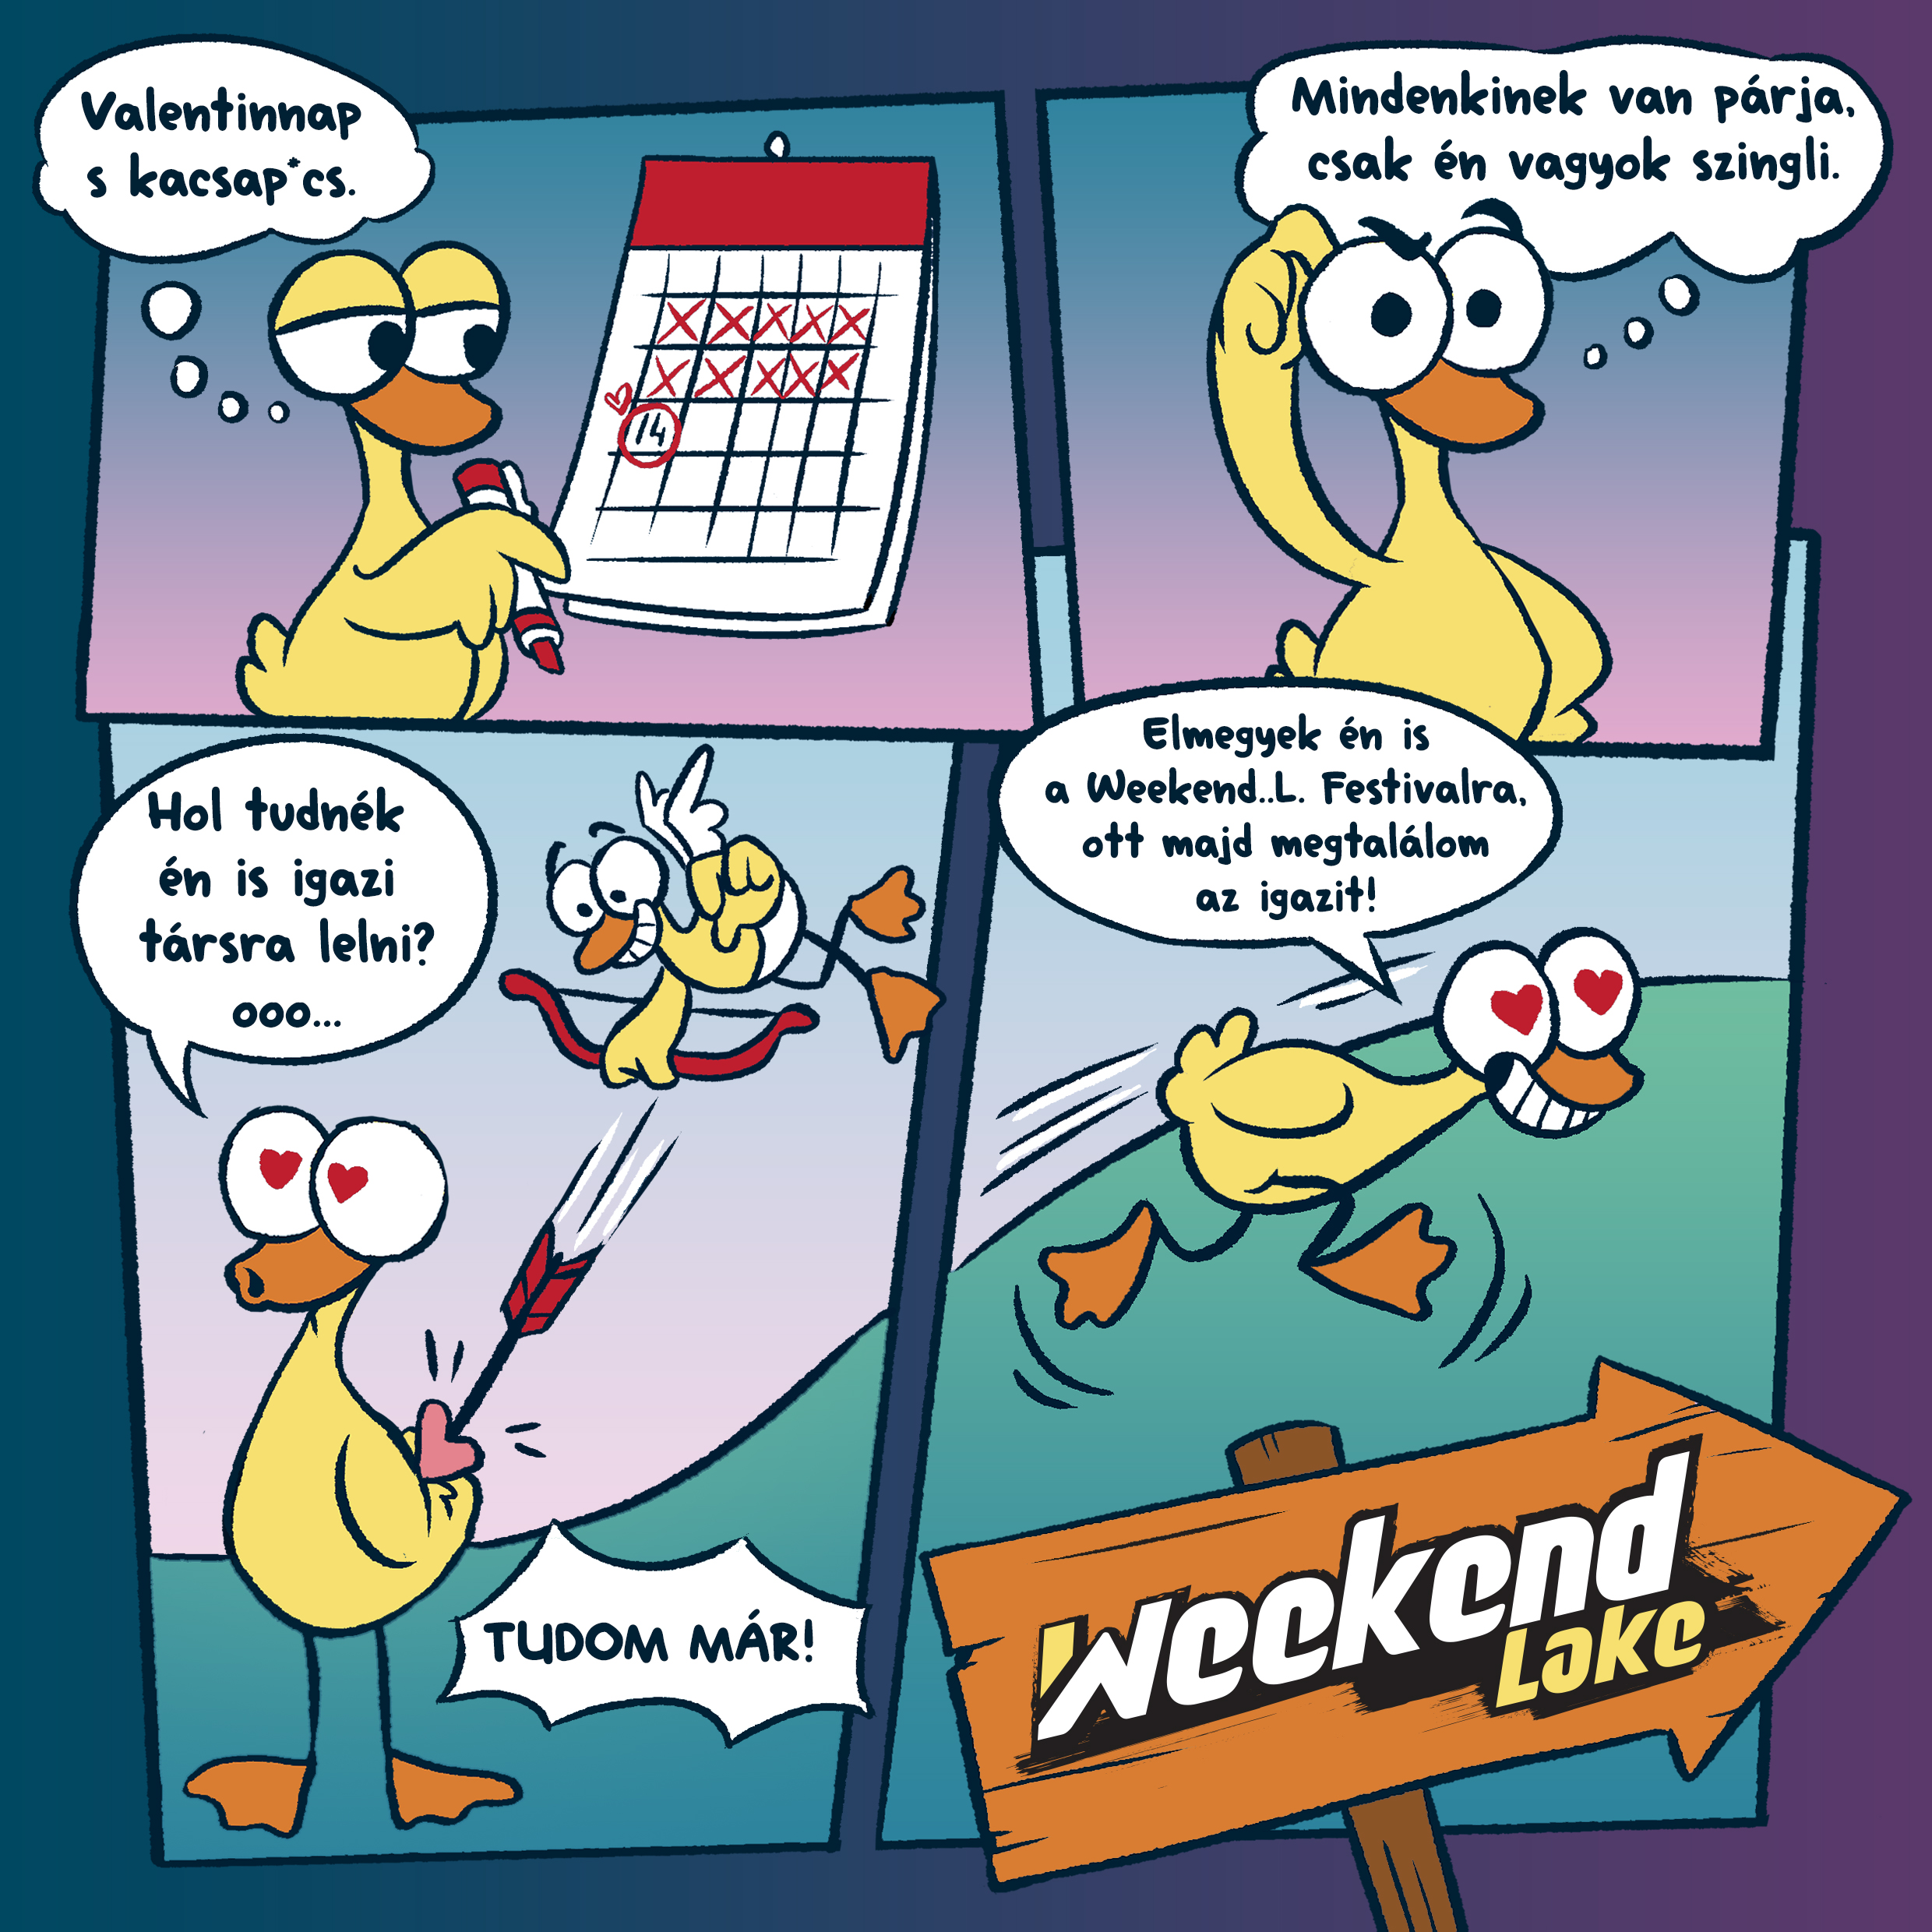 Valentinnap
s kacsap*cs.
14
Mindenkinek van párja,
csak én vagyok szingli.
Hol tudnék
én is igazi
társra lelni?
ooo...
TUDOM MÁR!
Elmegyek én is
a Weekend..L. Festivalra,
ott majd megtalálom
az igazit!
Weekend
Lake